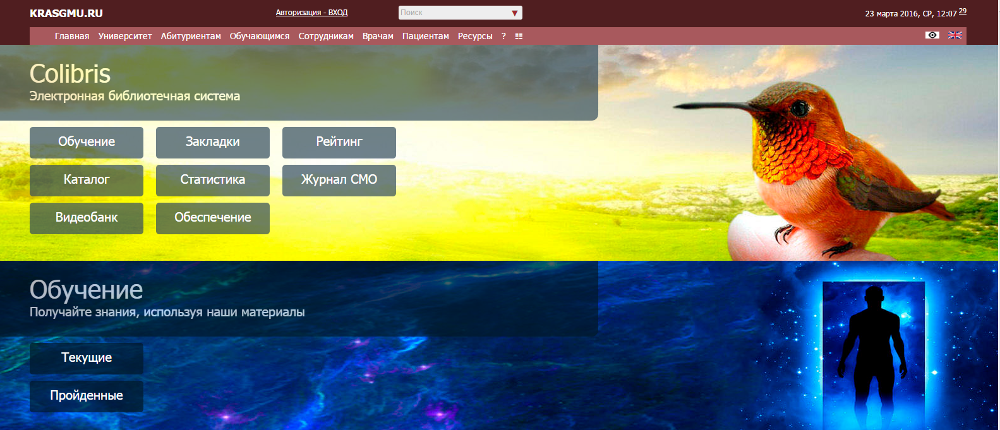 KRASGMU.RU
Авторизация - ВХОД
Поиск
23 марта 2016, СР, 12:07 29
Главная Университет Абитуриентам Обучающимся Сотрудникам Врачам Пациентам Ресурсы ?
Colibris
Электронная библиотечная система
Обучение Закладки Рейтинг
Каталог Статистика Журнал СМО
Видеобанк Обеспечение
Обучение
Получайте знания, используя наши материалы
Текущие
Пройденные